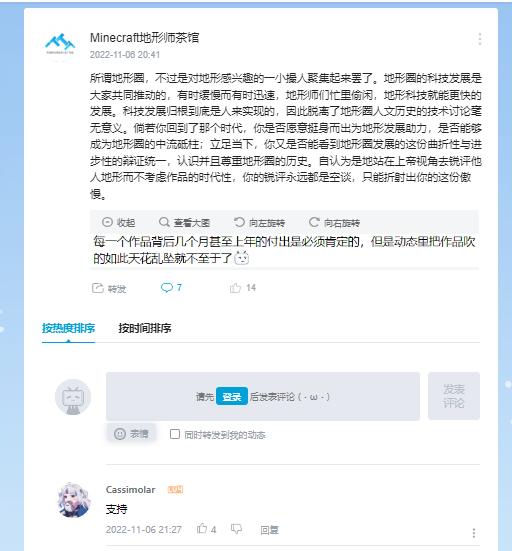 Minecraft地形师茶馆
2022-11-06 20:41
所谓地形圈，不过是对地形感兴趣的一小撮人聚集起来罢了。地形圈的科技发展是
大家共同推动的，有时缓慢而有时迅速，地形师们忙里偷闲，地形科技就能更快的
发展。科技发展归根到底是人来实现的，因此脱离了地形圈人文历史的技术讨论毫
无意义。倘若你回到了那个时代，你是否愿意挺身而出为地形发展助力，是否能够
成为地形圈的中流砥柱；立足当下，你又是否能看到地形圈发展的这份曲折性与进
步性的辩证统一，认识并且尊重地形圈的历史。自认为是地站在上帝视角去锐评他
人地形而不考虑作品的时代性，你的锐评永远都是空谈，只能折射出你的这份傲
慢。
收起 查看大图 向左旋转 向右旋转
每一个作品背后几个月甚至上年的付出是必须肯定的，但是动态里把作品吹
的如此天花乱坠就不至于了
转发 7 14
按热度排序 按时间排序
请先 登录 后发表评论 (・ω・)
发表
评论
表情 同时转发到我的动态
Cassimolar
支持
2022-11-06 21:27 4 回复